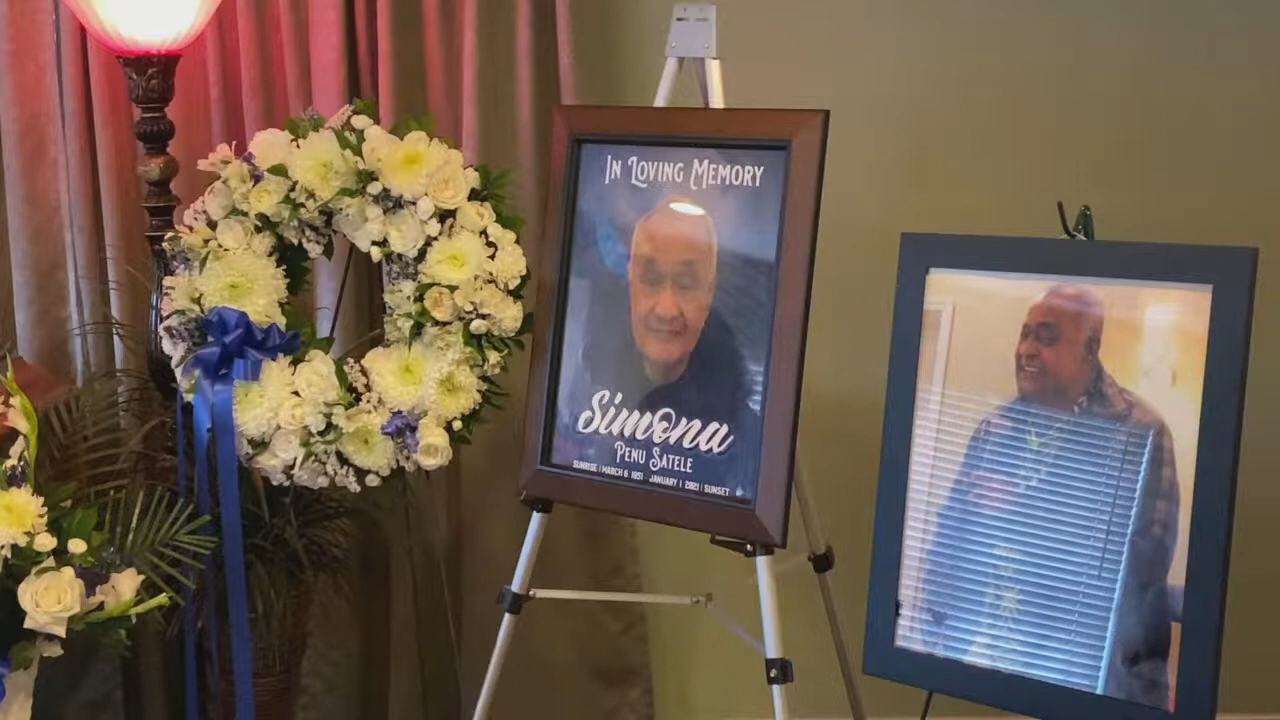 IN LOVING MEMORY
Simona
PENU SATELE
SUNRISE | MARCH 6, 1951 - JANUARY 1, 2021 | SUNSET